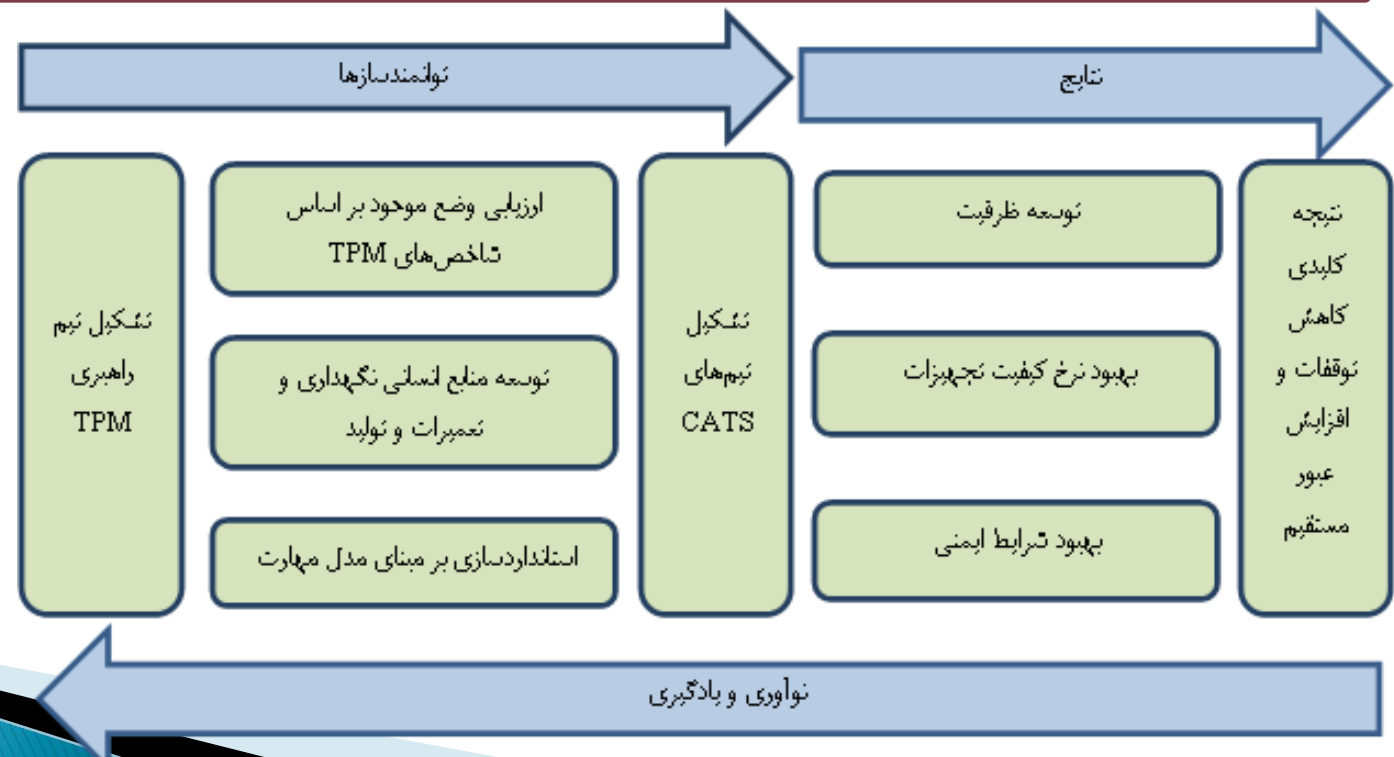 توانمندسازها
نتایج
تشکیل تیم
راهبری
TPM
ارزیابی وضع موجود بر اساس
شاخص‌های TPM
توسعه منابع انسانی نگهداری و
تعمیرات و تولید
استانداردسازی بر مبنای مدل مهارت
تشکیل
تیم‌های
CATS
توسعه ظرفیت
بهبود نرخ کیفیت تجهیزات
بهبود شرایط ایمنی
نتیجه
کلیدی
کاهش
توقفات و
افزایش
عبور
مستقیم
نوآوری و یادگیری